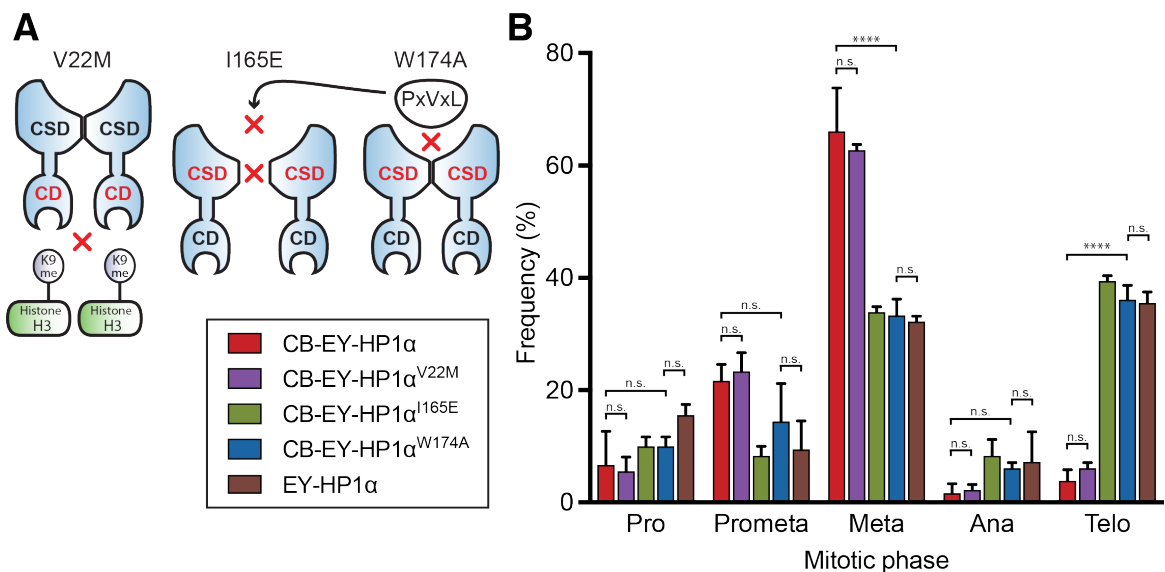 A
V22M
I165E
W174A
PxVxL
CSD
CSD
CSD
CSD
CSD
CSD
CD
CD
CD
CD
CD
CD
K9
me
K9
me
Histone
H3
Histone
H3
CB-EY-HP1α
CB-EY-HP1αV22M
CB-EY-HP1αI165E
CB-EY-HP1αW174A
EY-HP1α
B
Frequency (%)
80
60
40
20
0
n.s.
n.s.
n.s.
n.s.
n.s.
n.s.
****
n.s.
n.s.
n.s.
n.s.
n.s.
****
n.s.
n.s.
Pro
Prometa
Meta
Ana
Telo
Mitotic phase